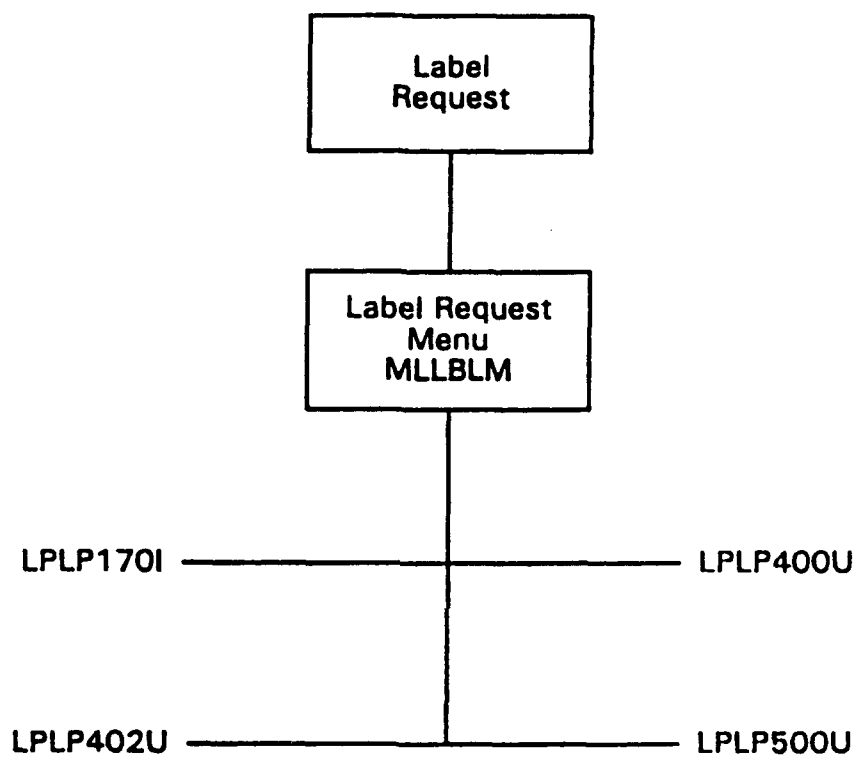 Label
Request
Label Request
Menu
MLLBLM
LPLP170I
LPLP400U
LPLP402U
LPLP500U